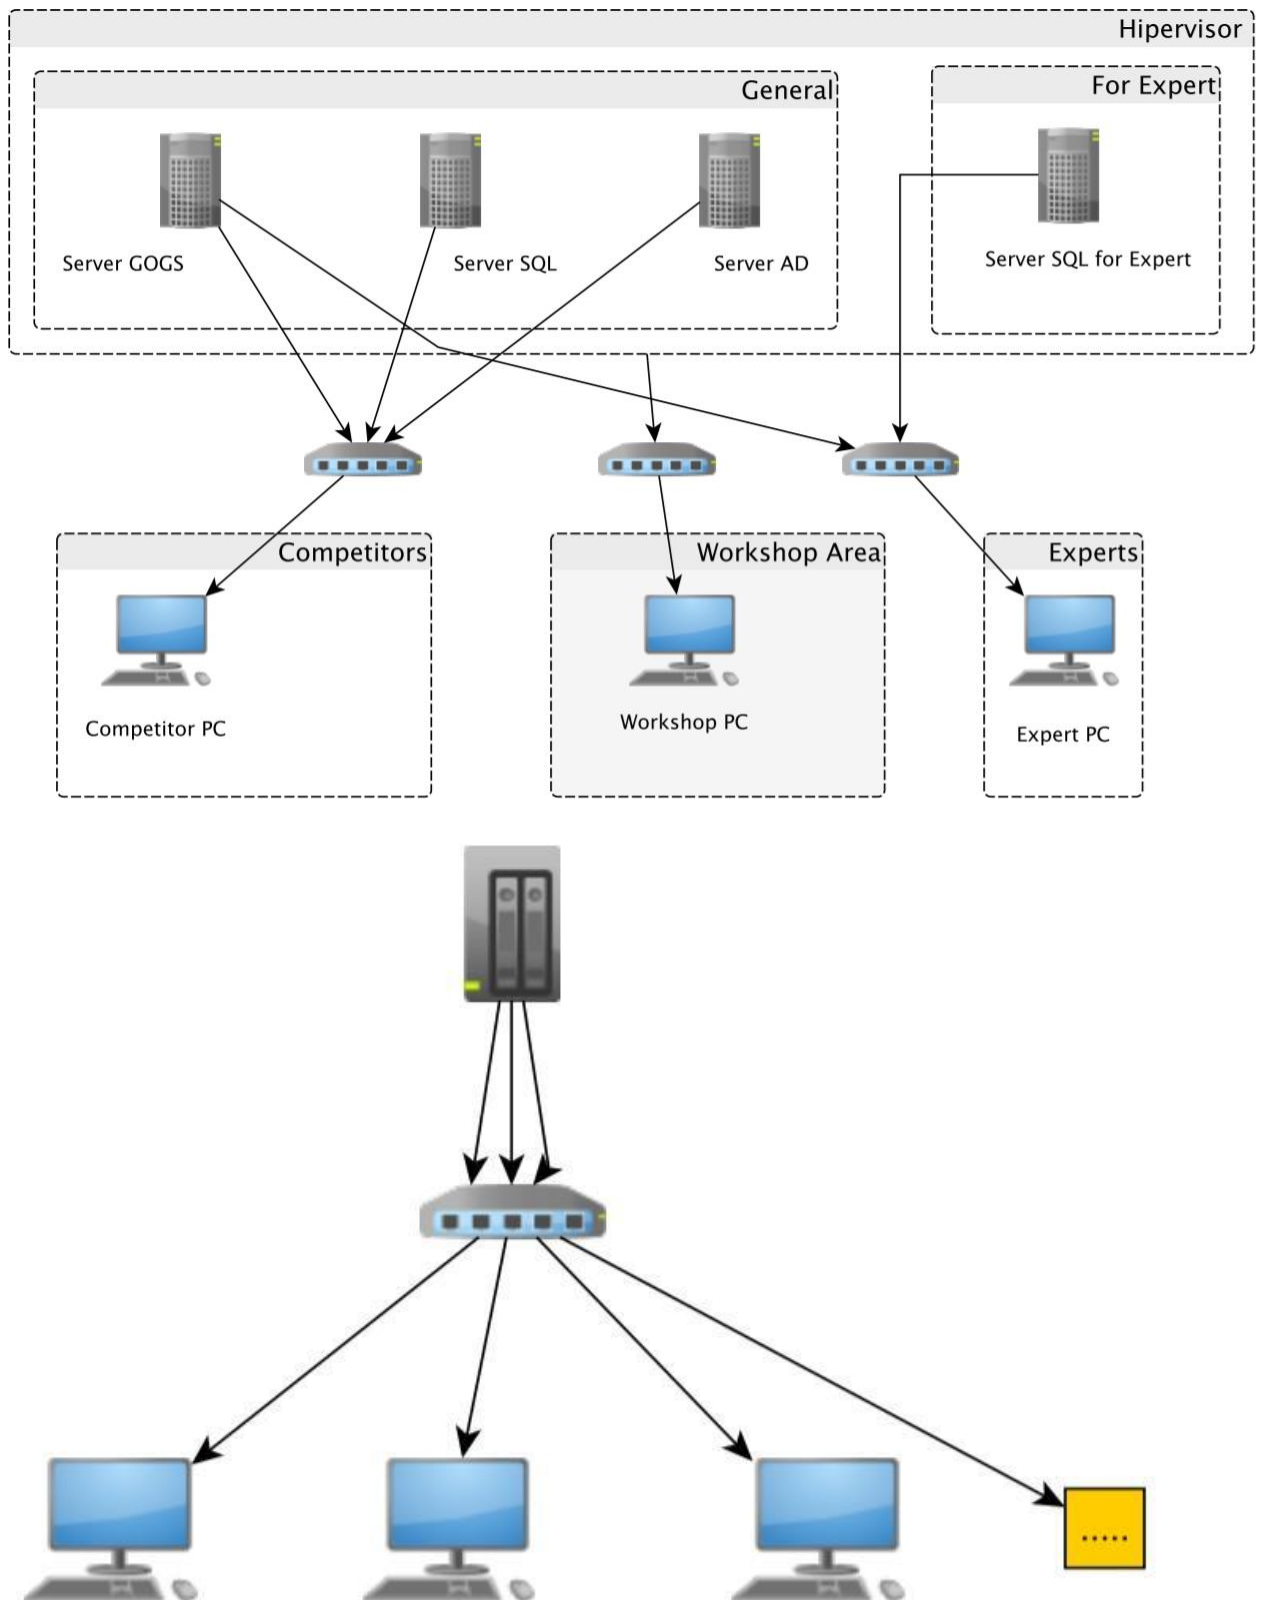 Hipervisor
General
For Expert
Server GOGS
Server SQL
Server AD
Server SQL for Expert
Competitors
Workshop Area
Experts
Competitor PC
Workshop PC
Expert PC
.....